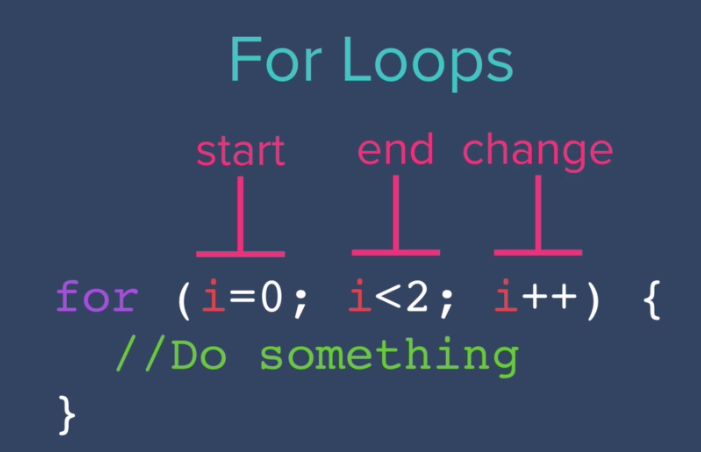 For Loops
start end change
for (i=0; i<2; i++) {
//Do something
}